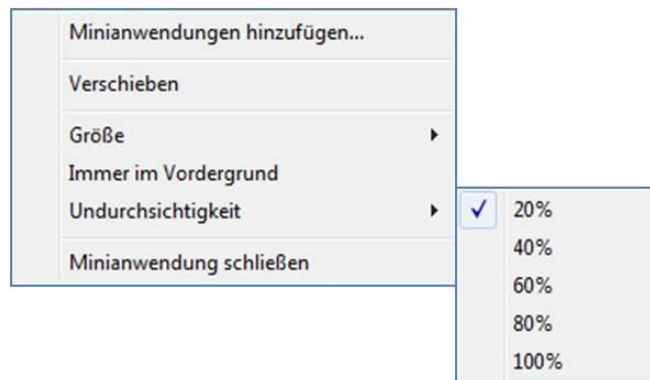 Minianwendungen hinzufügen...
Verschieben
Größe
Immer im Vordergrund
Undurchsichtigkeit
Minianwendung schließen
20%
40%
60%
80%
100%